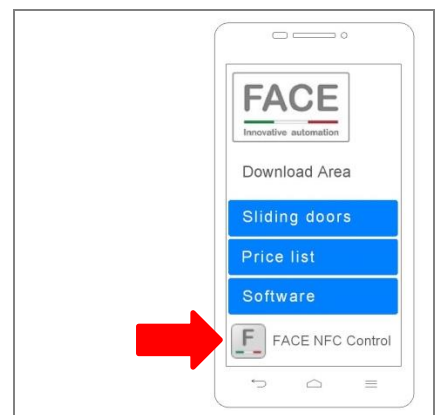 FACE
Innovative automation
Download Area
Sliding doors
Price list
Software
F FACE NFC Control